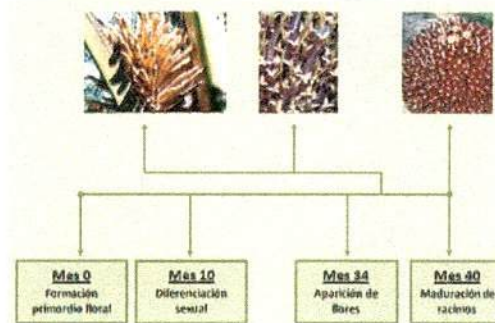 Mes 0
Formación
primordio floral
Mes 10
Diferenciación
sexual
Mes 34
Aparición de
flores
Mes 40
Maduración de
racimos